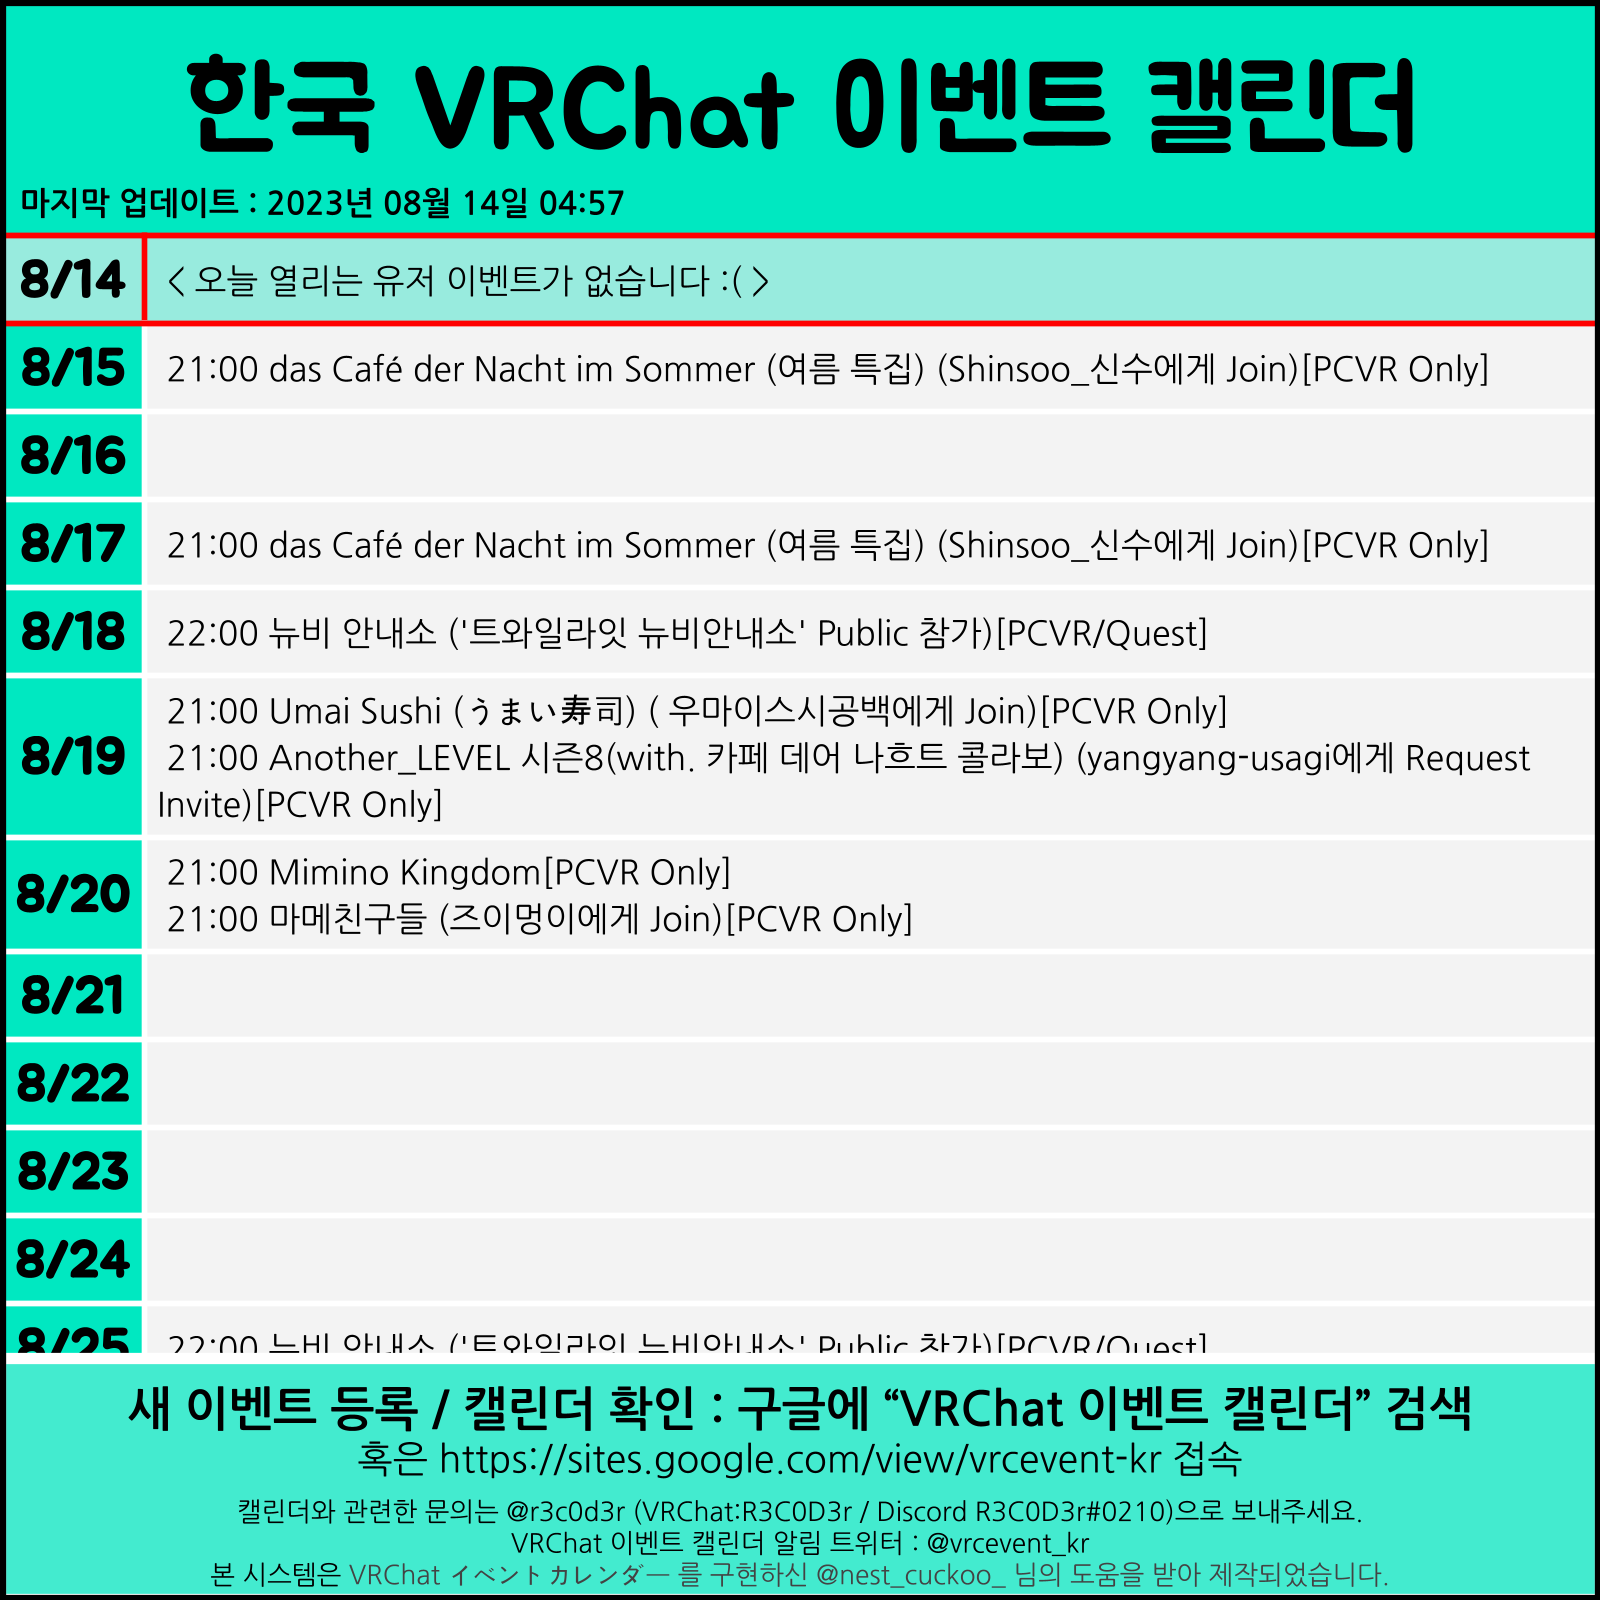 한국 VRChat 이벤트 캘린더
마지막 업데이트 : 2023년 08월 14일 04:57
8/14 < 오늘 열리는 유저 이벤트가 없습니다 :( >
8/15 21:00 das Café der Nacht im Sommer (여름 특집) (Shinsoo_신수에게 Join)[PCVR Only]
8/16
8/17 21:00 das Café der Nacht im Sommer (여름 특집) (Shinsoo_신수에게 Join)[PCVR Only]
8/18 22:00 뉴비 안내소 ('트와일라잇 뉴비안내소' Public 참가)[PCVR/Quest]
8/19 21:00 Umai Sushi (うまい寿司) ( 우마이스시공백에게 Join)[PCVR Only]
21:00 Another_LEVEL 시즌8(with. 카페 데어 나흐트 콜라보) (yangyang-usagi에게 Request
Invite)[PCVR Only]
8/20 21:00 Mimino Kingdom[PCVR Only]
21:00 마메친구들 (즈이멍이에게 Join)[PCVR Only]
8/21
8/22
8/23
8/24
8/25 22:00 뉴비 안내소 ('트와일라잇 뉴비안내소' Public 참가)[PCVR/Quest]
새 이벤트 등록 / 캘린더 확인 : 구글에 “VRChat 이벤트 캘린더” 검색
혹은 https://sites.google.com/view/vrcevent-kr 접속
캘린더와 관련한 문의는 @r3c0d3r (VRChat:R3C0D3r / Discord R3C0D3r#0210)으로 보내주세요.
VRChat 이벤트 캘린더 알림 트위터 : @vrcevent_kr
본 시스템은 VRChat イベントカレンダー 를 구현하신 @nest_cuckoo_ 님의 도움을 받아 제작되었습니다.